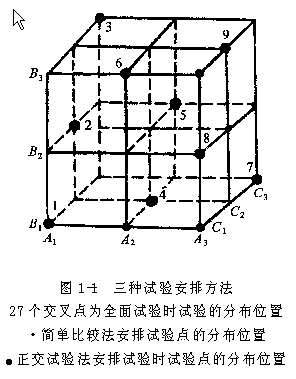 3
9
B₃
6
5
2
B₂
8
7
1
4
C₃
C₂
B₁
C₁
A₁
A₂
A₃
图 1-1 三种试验安排方法
27个交叉点为全面试验时试验的分布位置
·简单比较法安排试验点的分布位置
●正交试验法安排试验时试验点的分布位置